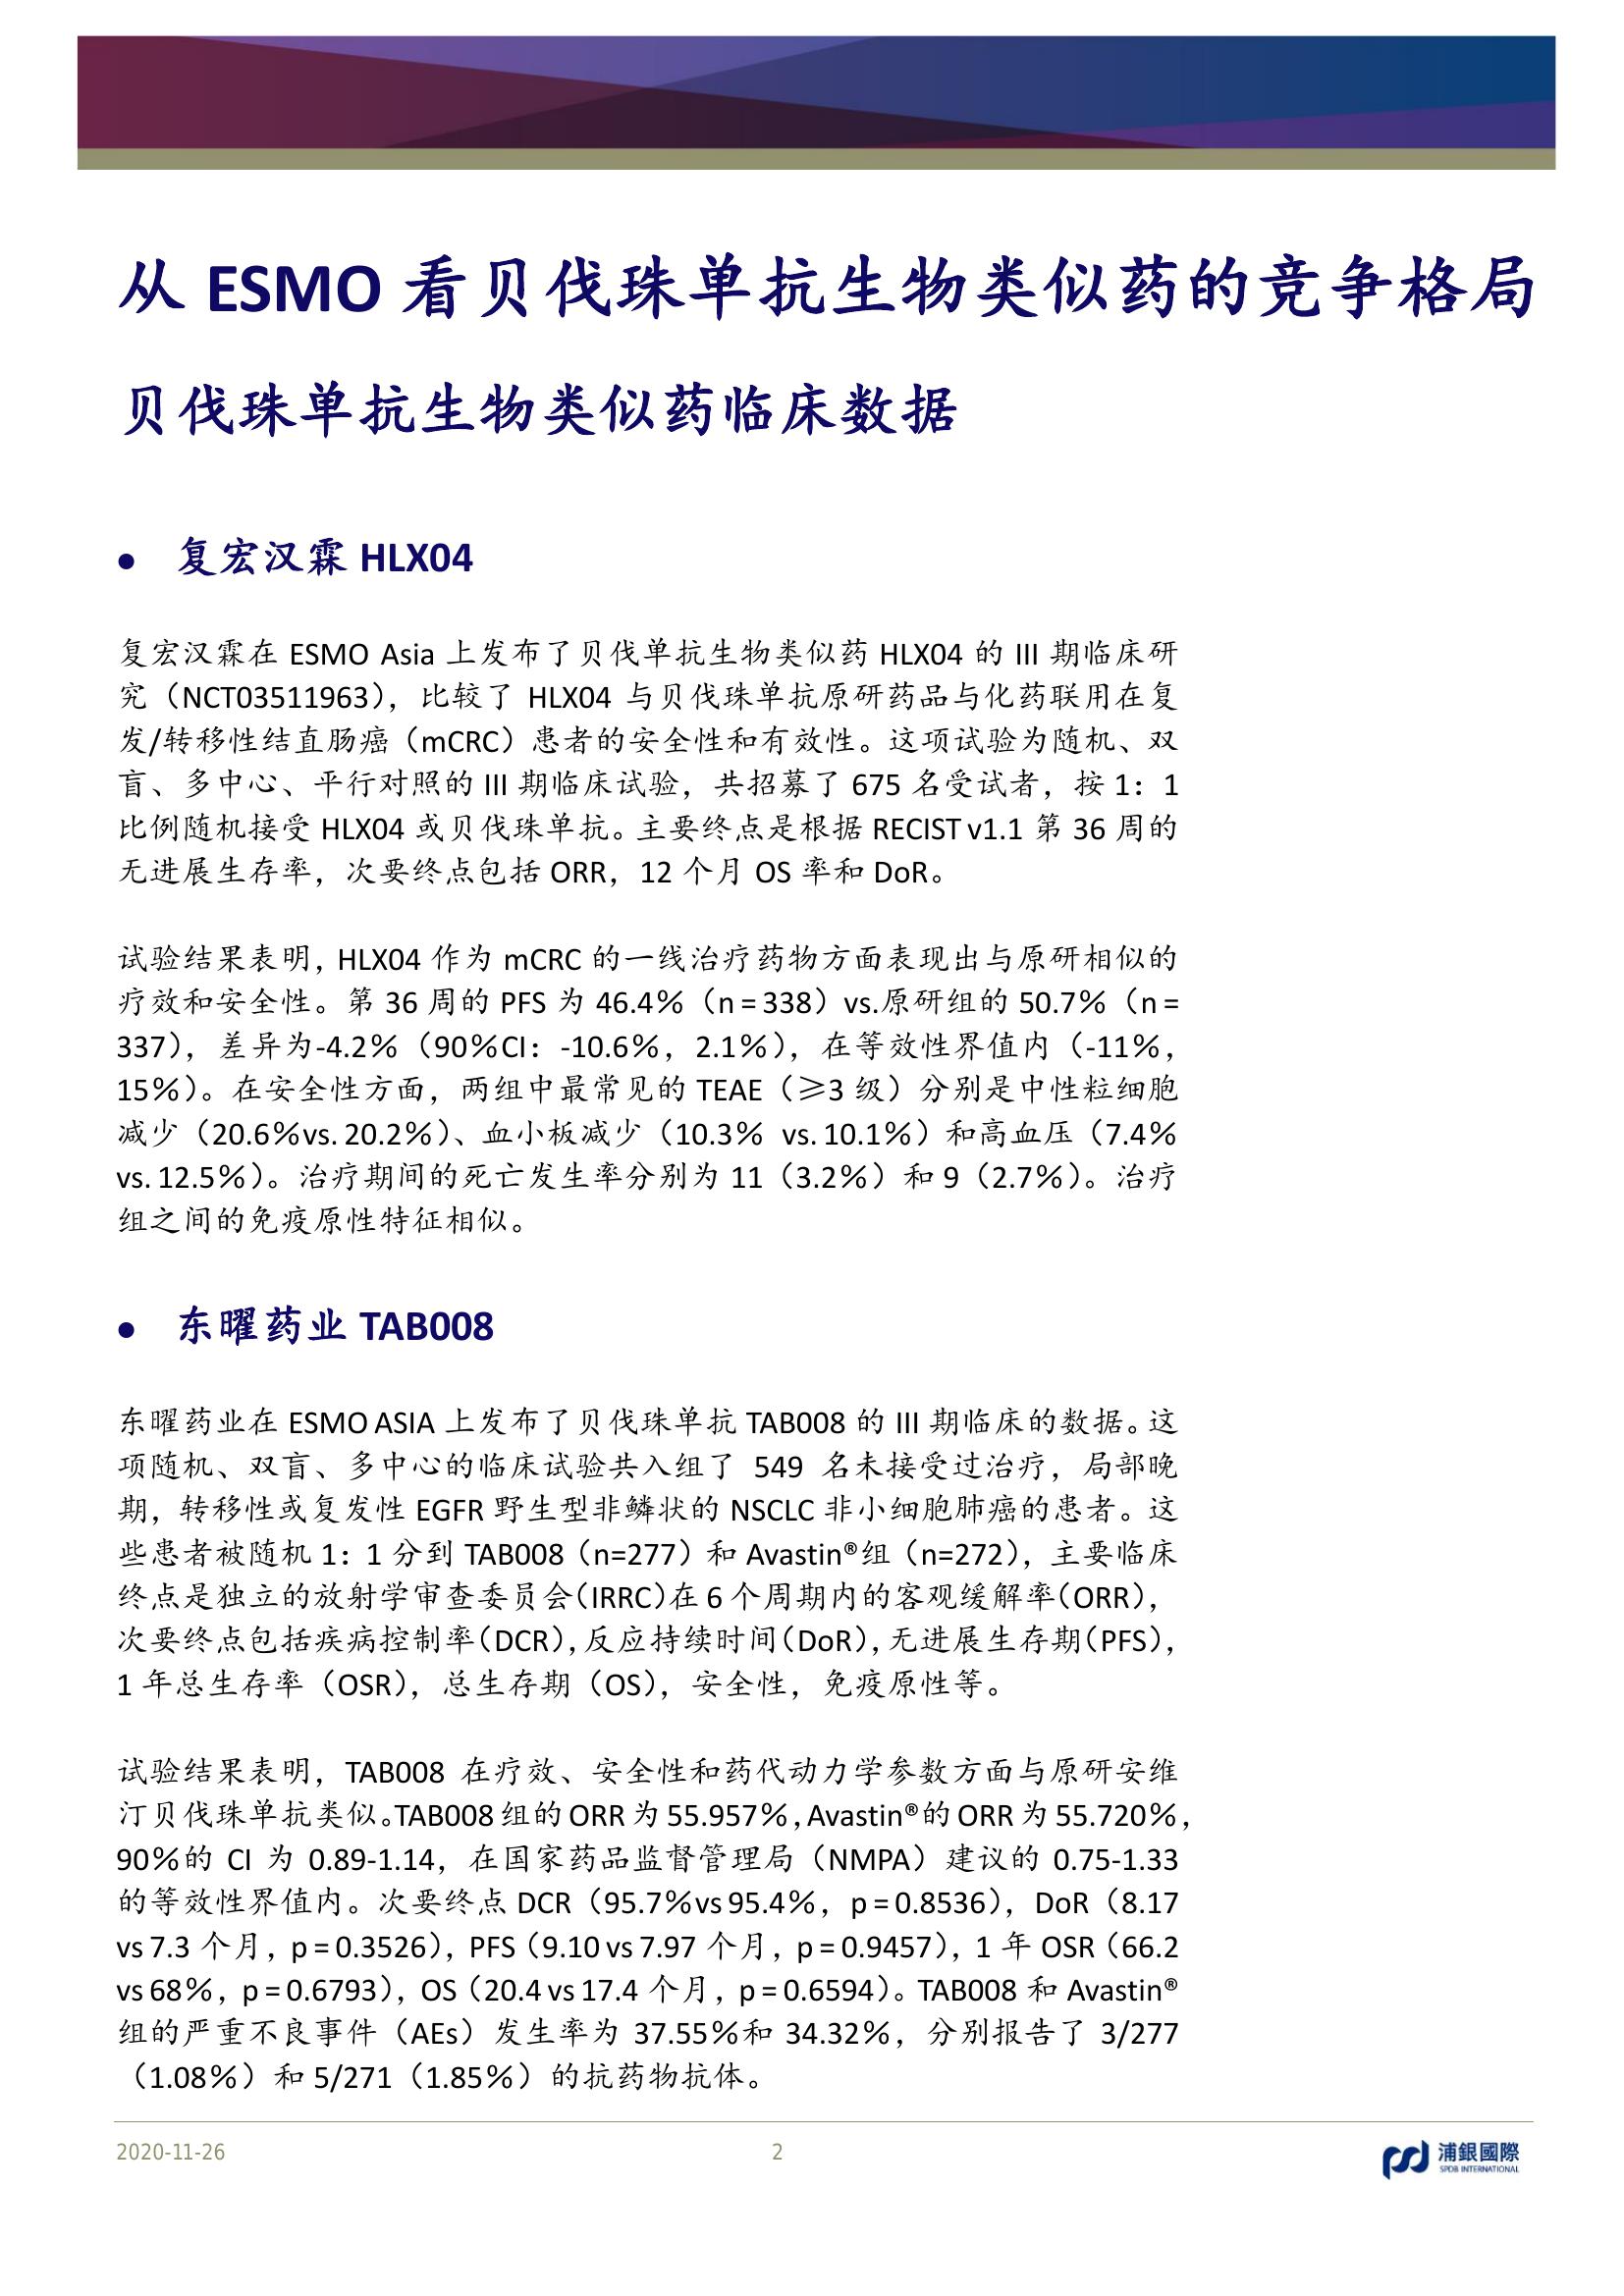 从 ESMO 看贝伐珠单抗生物类似药的竞争格局
贝伐珠单抗生物类似药临床数据
● 复宏汉霖 HLX04
复宏汉霖在 ESMO Asia 上发布了贝伐单抗生物类似药 HLX04 的 III 期临床研
究（NCT03511963），比较了 HLX04 与贝伐珠单抗原研药品与化药联用在复
发/转移性结直肠癌（mCRC）患者的安全性和有效性。这项试验为随机、双
盲、多中心、平行对照的 III 期临床试验，共招募了 675 名受试者，按 1：1
比例随机接受 HLX04 或贝伐珠单抗。主要终点是根据 RECIST v1.1 第 36 周的
无进展生存率，次要终点包括 ORR，12 个月 OS 率和 DoR。
试验结果表明，HLX04 作为 mCRC 的一线治疗药物方面表现出与原研相似的
疗效和安全性。第 36 周的 PFS 为 46.4％（n = 338）vs.原研组的 50.7％（n =
337），差异为-4.2％（90％CI：-10.6％，2.1％），在等效性界值内（-11％，
15％）。在安全性方面，两组中最常见的 TEAE（≥3 级）分别是中性粒细胞
减少（20.6％vs. 20.2％）、血小板减少（10.3％ vs. 10.1％）和高血压（7.4％
vs. 12.5％）。治疗期间的死亡发生率分别为 11（3.2％）和 9（2.7％）。治疗
组之间的免疫原性特征相似。
● 东曜药业 TAB008
东曜药业在 ESMO ASIA 上发布了贝伐珠单抗 TAB008 的 III 期临床的数据。这
项随机、双盲、多中心的临床试验共入组了 549 名未接受过治疗，局部晚
期，转移性或复发性 EGFR 野生型非鳞状的 NSCLC 非小细胞肺癌的患者。这
些患者被随机 1：1 分到 TAB008（n=277）和 Avastin®组（n=272），主要临床
终点是独立的放射学审查委员会（IRRC）在 6 个周期内的客观缓解率（ORR），
次要终点包括疾病控制率（DCR），反应持续时间（DoR），无进展生存期（PFS），
1 年总生存率（OSR），总生存期（OS），安全性，免疫原性等。
试验结果表明，TAB008 在疗效、安全性和药代动力学参数方面与原研安维
汀贝伐珠单抗类似。TAB008 组的 ORR 为 55.957％，Avastin®的 ORR 为 55.720％，
90％的 CI 为 0.89-1.14，在国家药品监督管理局（NMPA）建议的 0.75-1.33
的等效性界值内。次要终点 DCR（95.7％vs 95.4％，p = 0.8536），DoR（8.17
vs 7.3 个月，p = 0.3526），PFS（9.10 vs 7.97 个月，p = 0.9457），1 年 OSR（66.2
vs 68％，p = 0.6793），OS（20.4 vs 17.4 个月，p = 0.6594）。TAB008 和 Avastin®
组的严重不良事件（AEs）发生率为 37.55％和 34.32％，分别报告了 3/277
（1.08％）和 5/271（1.85％）的抗药物抗体。
2020-11-26
2
浦銀國際
SPDB INTERNATIONAL